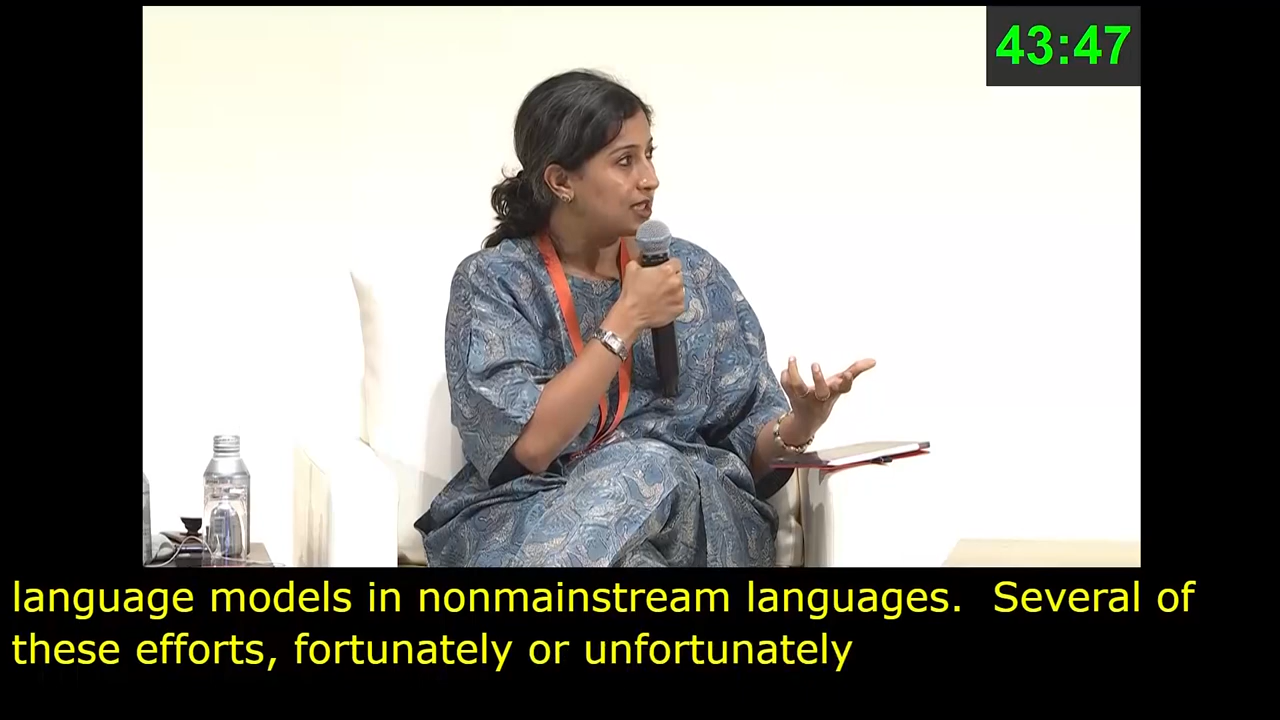 43:47
language models in nonmainstream languages.  Several of
these efforts, fortunately or unfortunately